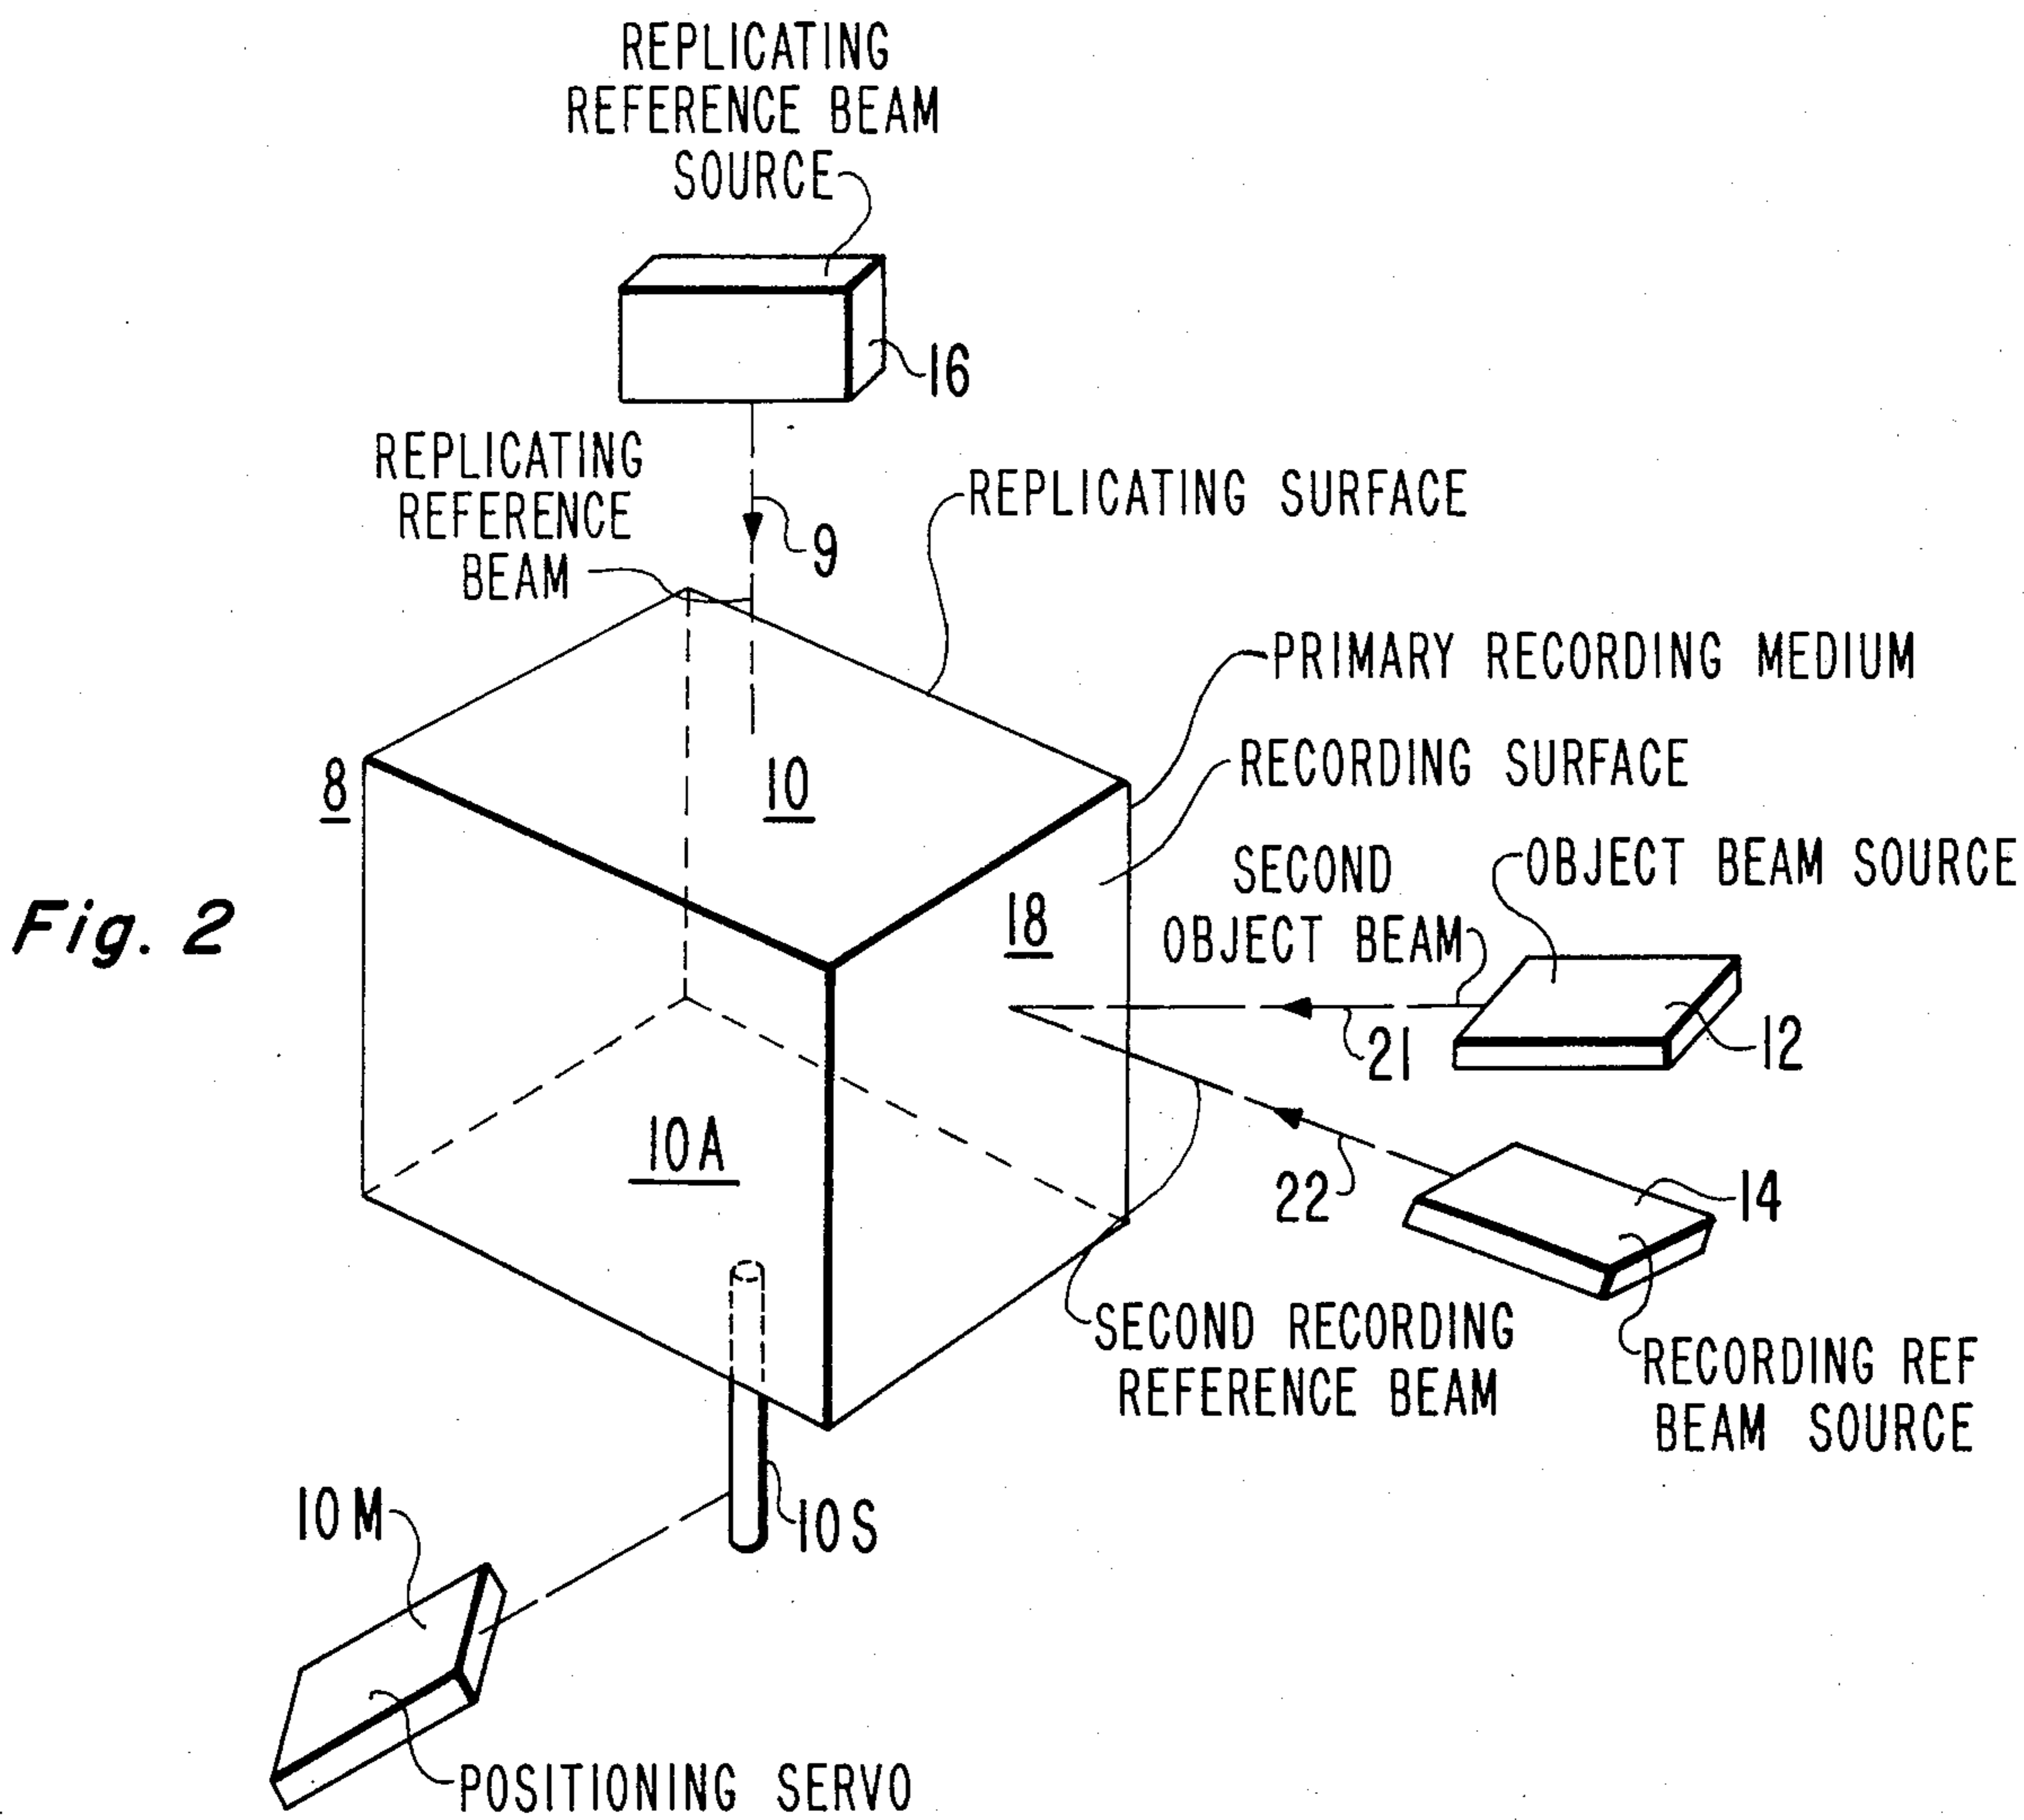 REPLICATING
REFERENCE BEAM
SOURCE
16
REPLICATING
REFERENCE
BEAM
9
REPLICATING SURFACE
PRIMARY RECORDING MEDIUM
RECORDING SURFACE
8
10
SECOND
OBJECT BEAM
OBJECT BEAM SOURCE
Fig. 2
18
21
12
10A
22
14
SECOND RECORDING
REFERENCE BEAM
RECORDING REF
BEAM SOURCE
10M
10S
POSITIONING SERVO